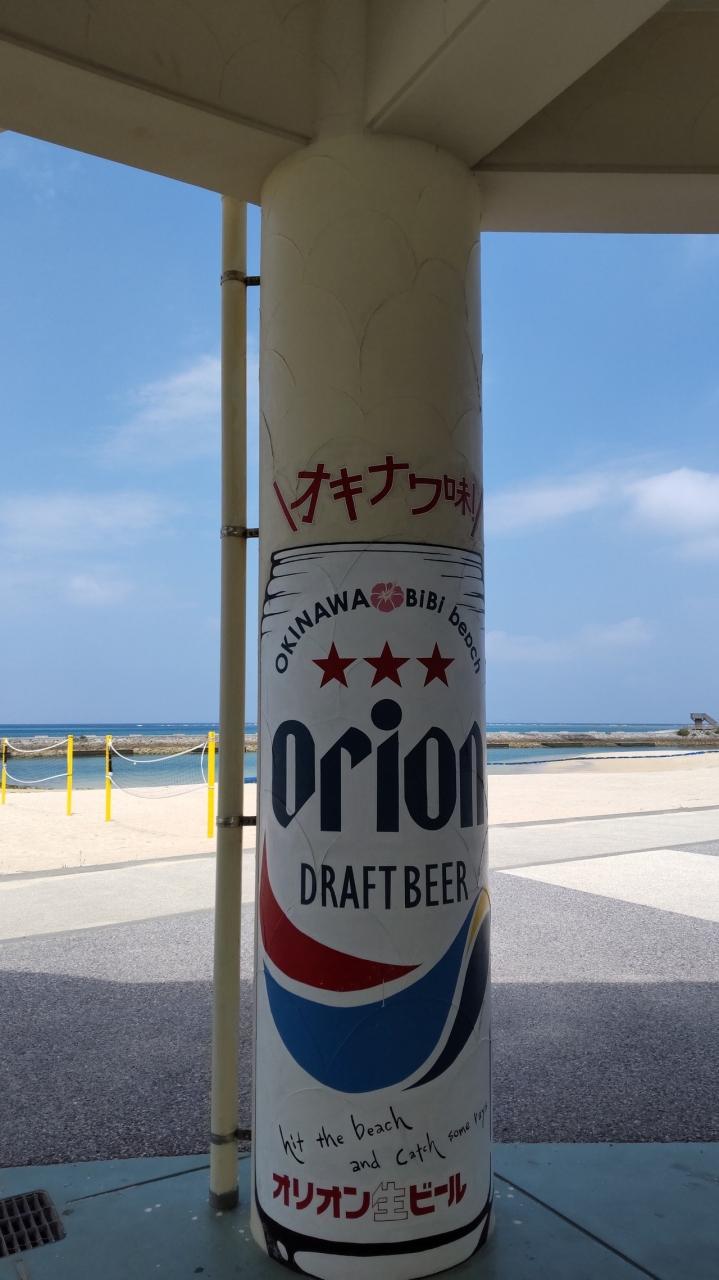 \オキナワ味!/
OKINAWA BiBi beach
orion
DRAFT BEER
hit the beach
and catch some rays
オリオン生ビール